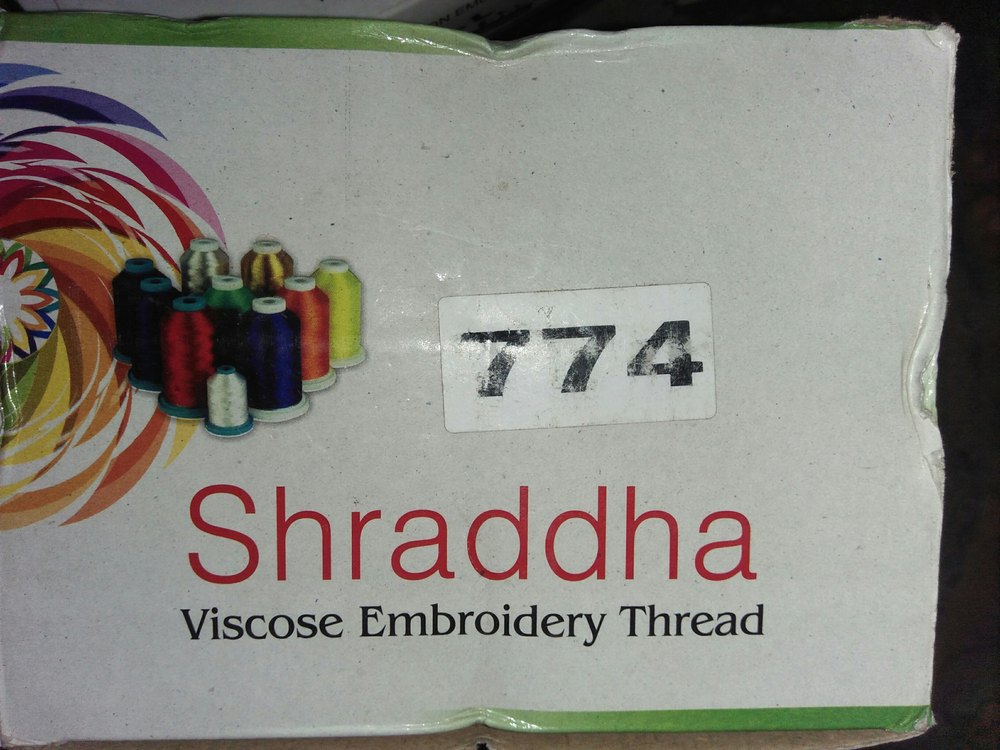 774
Shraddha
Viscose Embroidery Thread